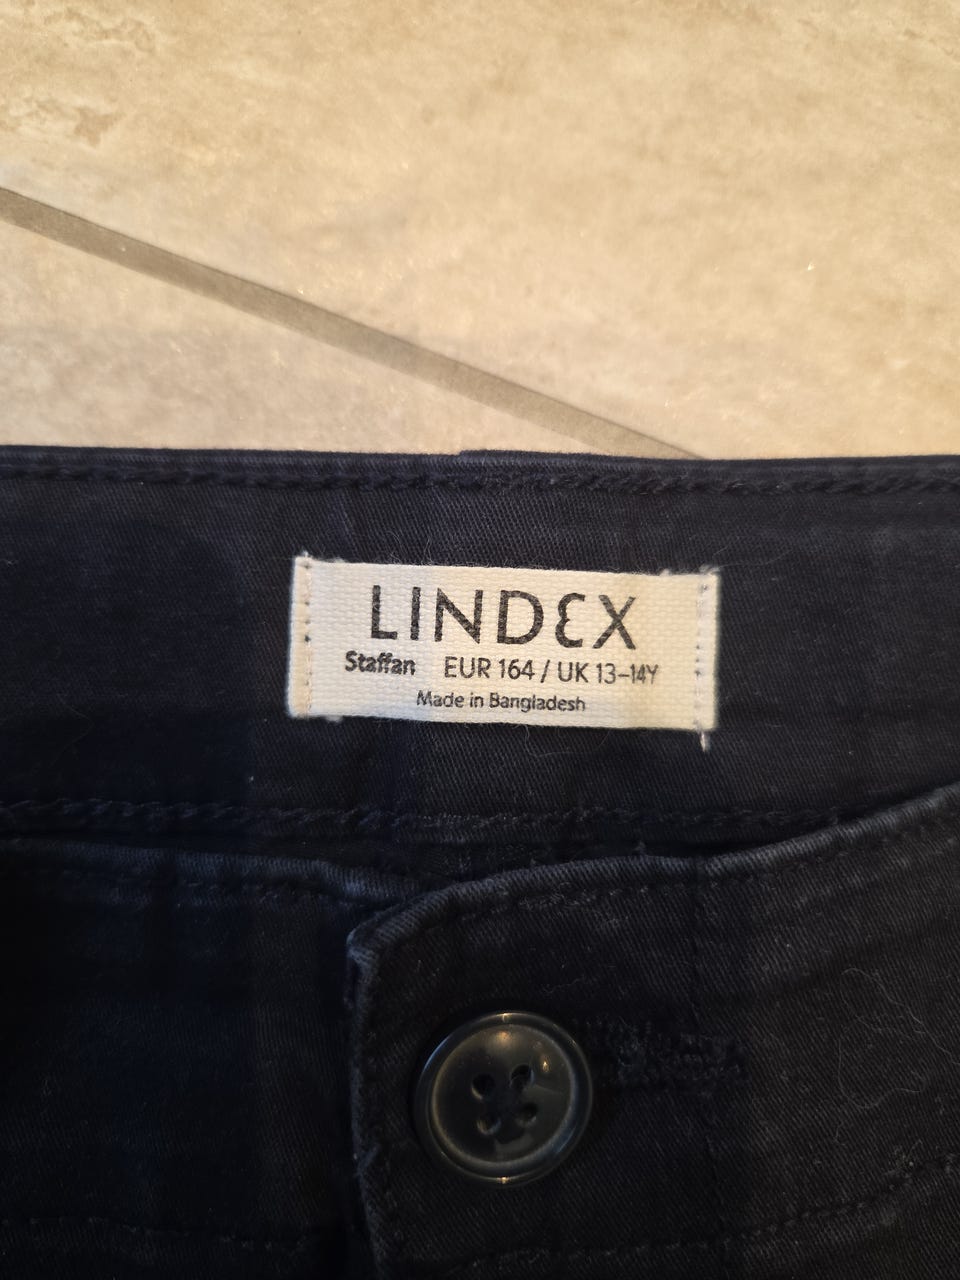 LINDEX
Staffan EUR 164 / UK 13-14Y
Made in Bangladesh